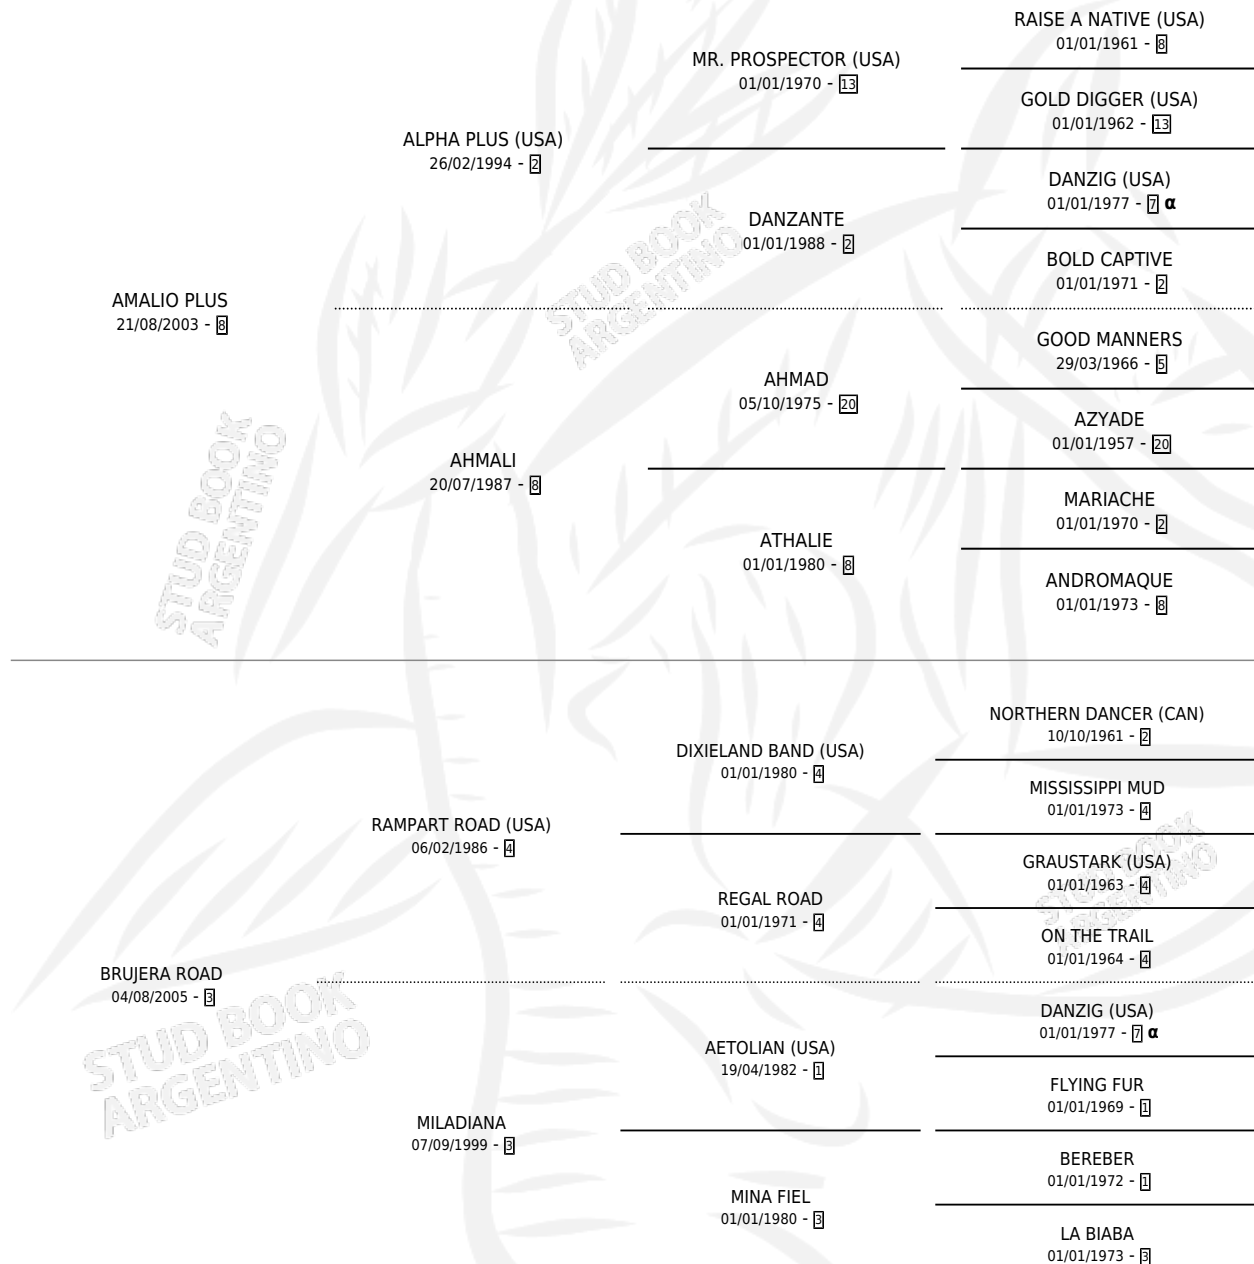 RAISE A NATIVE (USA)
01/01/1961 - 8
MR. PROSPECTOR (USA)
01/01/1970 - 13
GOLD DIGGER (USA)
01/01/1962 - 13
ALPHA PLUS (USA)
26/02/1994 - 2
DANZIG (USA)
01/01/1977 - 7 α
DANZANTE
01/01/1988 - 2
BOLD CAPTIVE
01/01/1971 - 2
STUD BOOK
ARGENTINO
AMALIO PLUS
21/08/2003 - 8
GOOD MANNERS
29/03/1966 - 5
AHMAD
05/10/1975 - 20
AZYADE
01/01/1957 - 20
AHMALI
20/07/1987 - 8
MARIACHE
01/01/1970 - 2
ATHALIE
01/01/1980 - 8
ANDROMAQUE
01/01/1973 - 8
STUD BOOK
ARGENTINO
NORTHERN DANCER (CAN)
10/10/1961 - 2
DIXIELAND BAND (USA)
01/01/1980 - 4
MISSISSIPPI MUD
01/01/1973 - 4
RAMPART ROAD (USA)
06/02/1986 - 4
GRAUSTARK (USA)
01/01/1963 - 4
REGAL ROAD
01/01/1971 - 4
ON THE TRAIL
01/01/1964 - 4
STUD BOOK
ARGENTINO
BRUJERA ROAD
04/08/2005 - 3
STUD BOOK
ARGENTINO
DANZIG (USA)
01/01/1977 - 7 α
AETOLIAN (USA)
19/04/1982 - 1
FLYING FUR
01/01/1969 - 1
MILADIANA
07/09/1999 - 3
BEREBER
01/01/1972 - 1
MINA FIEL
01/01/1980 - 3
LA BIABA
01/01/1973 - 3